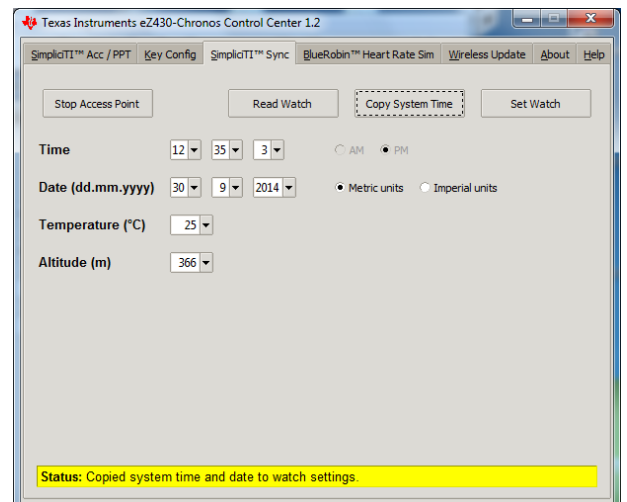 Texas Instruments eZ430-Chronos Control Center 1.2
SimpliciTI™ Acc / PPT Key Config SimpliciTI™ Sync BlueRobin™ Heart Rate Sim Wireless Update About Help
Stop Access Point Read Watch Copy System Time Set Watch
Time 12 35 3 AM PM
Date (dd.mm.yyyy) 30 9 2014 Metric units Imperial units
Temperature (°C) 25
Altitude (m) 366
Status: Copied system time and date to watch settings.